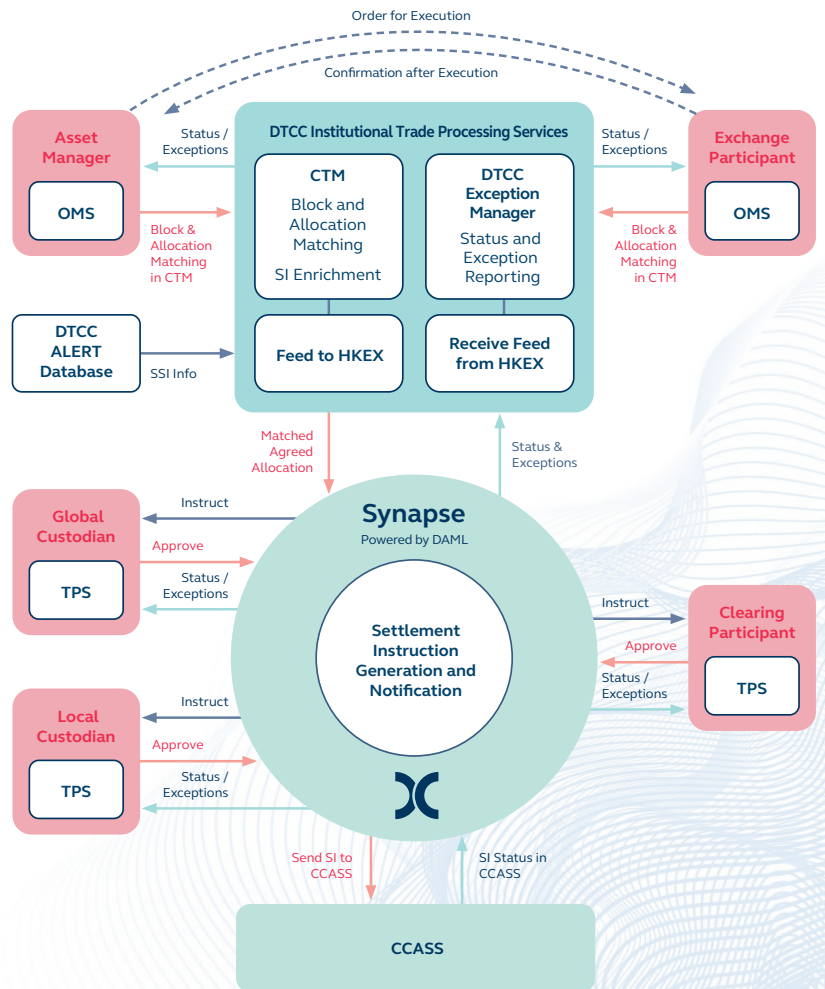 Order for Execution
Confirmation after Execution
Asset
Manager
OMS
Status /
Exceptions
Block &
Allocation
Matching
in CTM
DTCC Institutional Trade Processing Services
CTM
Block and
Allocation
Matching
SI Enrichment
DTCC
Exception
Manager
Status and
Exception
Reporting
Feed to HKEX
Receive Feed
from HKEX
Status /
Exceptions
Block &
Allocation
Matching
in CTM
Exchange
Participant
OMS
DTCC
ALERT
Database
SSI Info
Matched
Agreed
Allocation
Status &
Exceptions
Synapse
Powered by DAML
Settlement
Instruction
Generation and
Notification
Global
Custodian
TPS
Instruct
Approve
Status /
Exceptions
Local
Custodian
TPS
Instruct
Approve
Status /
Exceptions
Instruct
Approve
Status /
Exceptions
Clearing
Participant
TPS
Send SI to
CCASS
SI Status in
CCASS
CCASS